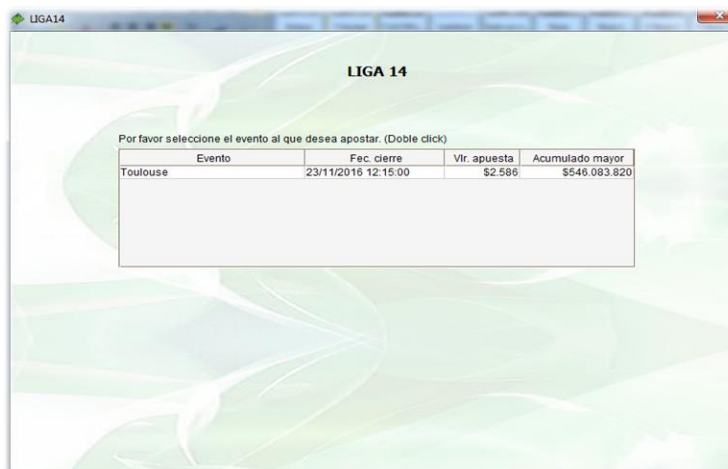 LIGA14
LIGA 14
Por favor seleccione el evento al que desea apostar. (Doble click)
Evento Fec. cierre Vlr. apuesta Acumulado mayor
Toulouse 23/11/2016 12:15:00 $2.586 $546.083.820